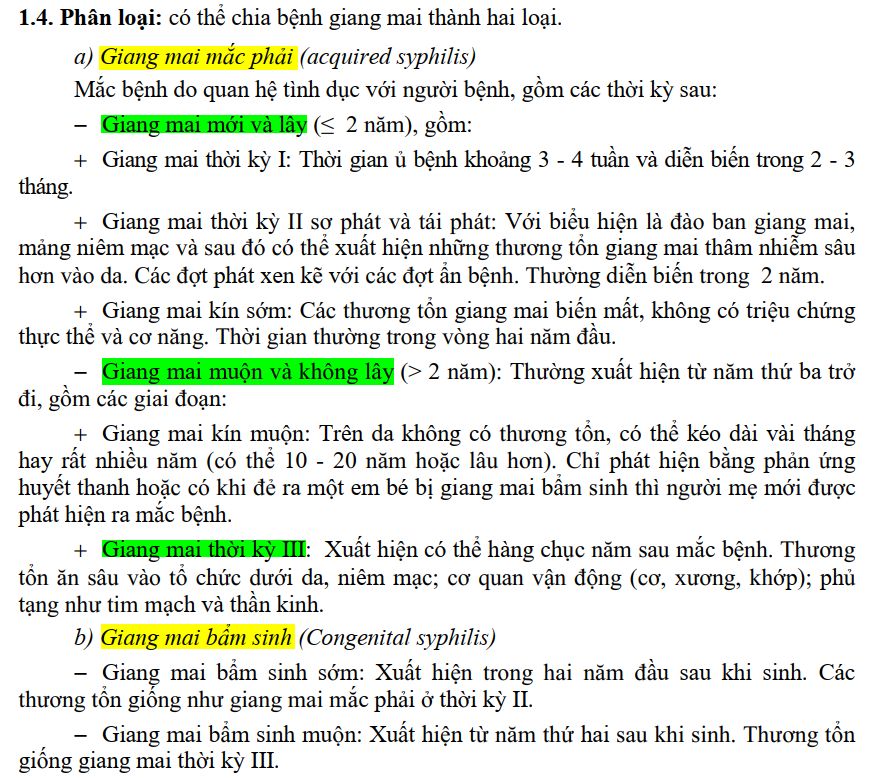 1.4. Phân loại: có thể chia bệnh giang mai thành hai loại.
a) Giang mai mắc phải (acquired syphilis)
Mắc bệnh do quan hệ tình dục với người bệnh, gồm các thời kỳ sau:
− Giang mai mới và lây (≤ 2 năm), gồm:
+ Giang mai thời kỳ I: Thời gian ủ bệnh khoảng 3 - 4 tuần và diễn biến trong 2 - 3
tháng.
+ Giang mai thời kỳ II sơ phát và tái phát: Với biểu hiện là đào ban giang mai,
mảng niêm mạc và sau đó có thể xuất hiện những thương tổn giang mai thâm nhiễm sâu
hơn vào da. Các đợt phát xen kẽ với các đợt ẩn bệnh. Thường diễn biến trong 2 năm.
+ Giang mai kín sớm: Các thương tổn giang mai biến mất, không có triệu chứng
thực thể và cơ năng. Thời gian thường trong vòng hai năm đầu.
− Giang mai muộn và không lây (> 2 năm): Thường xuất hiện từ năm thứ ba trở
đi, gồm các giai đoạn:
+ Giang mai kín muộn: Trên da không có thương tổn, có thể kéo dài vài tháng
hay rất nhiều năm (có thể 10 - 20 năm hoặc lâu hơn). Chỉ phát hiện bằng phản ứng
huyết thanh hoặc có khi đẻ ra một em bé bị giang mai bẩm sinh thì người mẹ mới được
phát hiện ra mắc bệnh.
+ Giang mai thời kỳ III: Xuất hiện có thể hàng chục năm sau mắc bệnh. Thương
tổn ăn sâu vào tổ chức dưới da, niêm mạc; cơ quan vận động (cơ, xương, khớp); phủ
tạng như tim mạch và thần kinh.
b) Giang mai bẩm sinh (Congenital syphilis)
− Giang mai bẩm sinh sớm: Xuất hiện trong hai năm đầu sau khi sinh. Các
thương tổn giống như giang mai mắc phải ở thời kỳ II.
− Giang mai bẩm sinh muộn: Xuất hiện từ năm thứ hai sau khi sinh. Thương tổn
giống giang mai thời kỳ III.